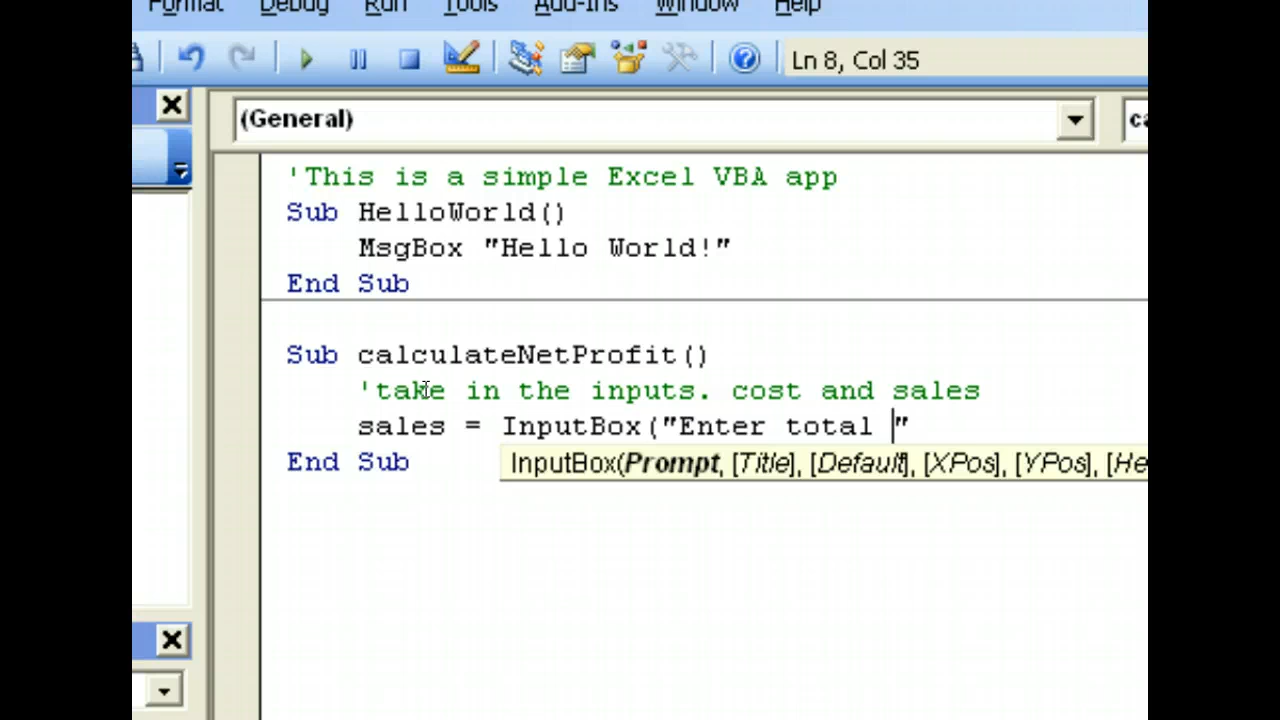 Format Debug Run Tools Add-Ins Window Help
Ln 8, Col 35
(General)
'This is a simple Excel VBA app
Sub HelloWorld()
MsgBox "Hello World!"
End Sub
Sub calculateNetProfit()
'take in the inputs. cost and sales
sales = InputBox("Enter total "
End Sub
InputBox(Prompt, [Title], [Default], [XPos], [YPos], [He